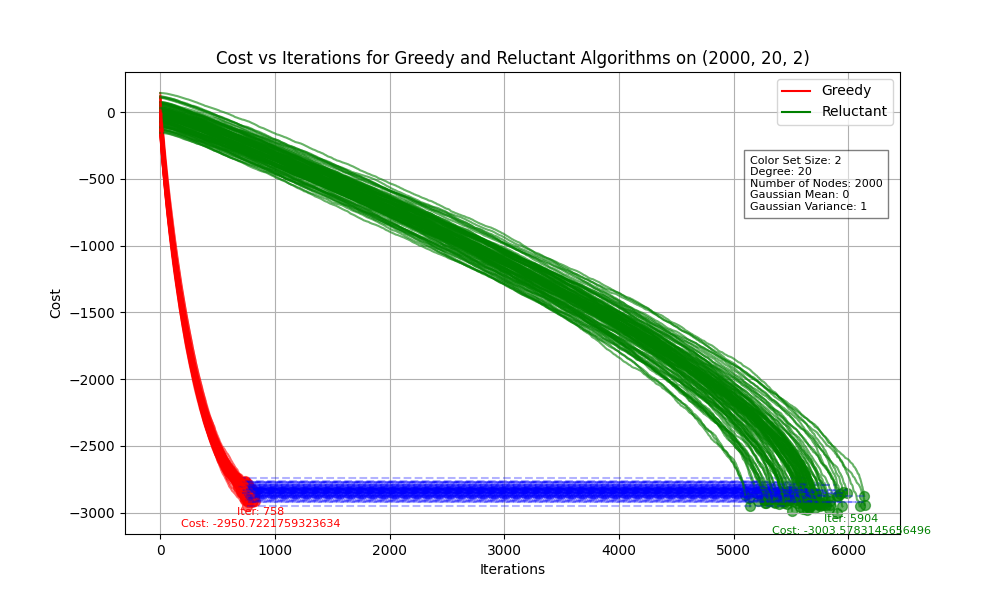 Cost vs Iterations for Greedy and Reluctant Algorithms on (2000, 20, 2)
Greedy
Reluctant
Color Set Size: 2
Degree: 20
Number of Nodes: 2000
Gaussian Mean: 0
Gaussian Variance: 1
Cost
0
−500
−1000
−1500
−2000
−2500
−3000
Iter: 758
Cost: -2950.7221759323634
Iter: 5904
Cost: -3003.5783145656496
0
1000
2000
3000
4000
5000
6000
Iterations